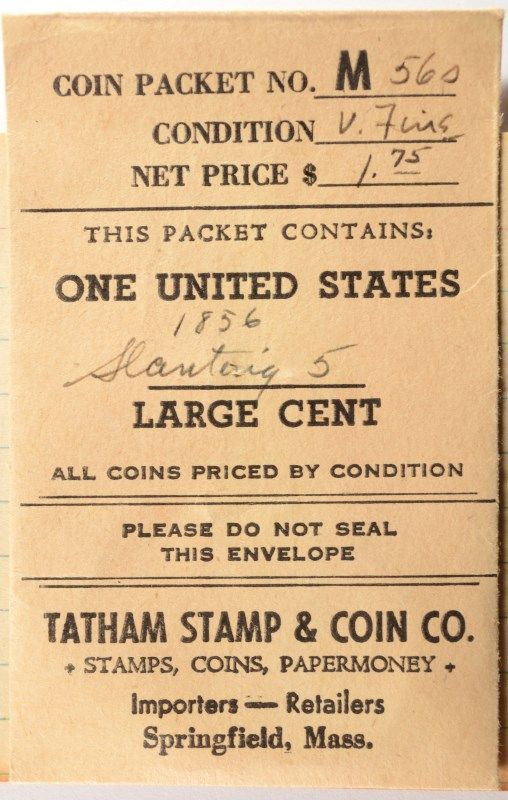 COIN PACKET NO. M 560
CONDITION V. Fine
NET PRICE $ 1.75
THIS PACKET CONTAINS:
ONE UNITED STATES
1856
Slanting 5
LARGE CENT
ALL COINS PRICED BY CONDITION
PLEASE DO NOT SEAL
THIS ENVELOPE
TATHAM STAMP & COIN CO.
+ STAMPS, COINS, PAPERMONEY +
Importers — Retailers
Springfield, Mass.